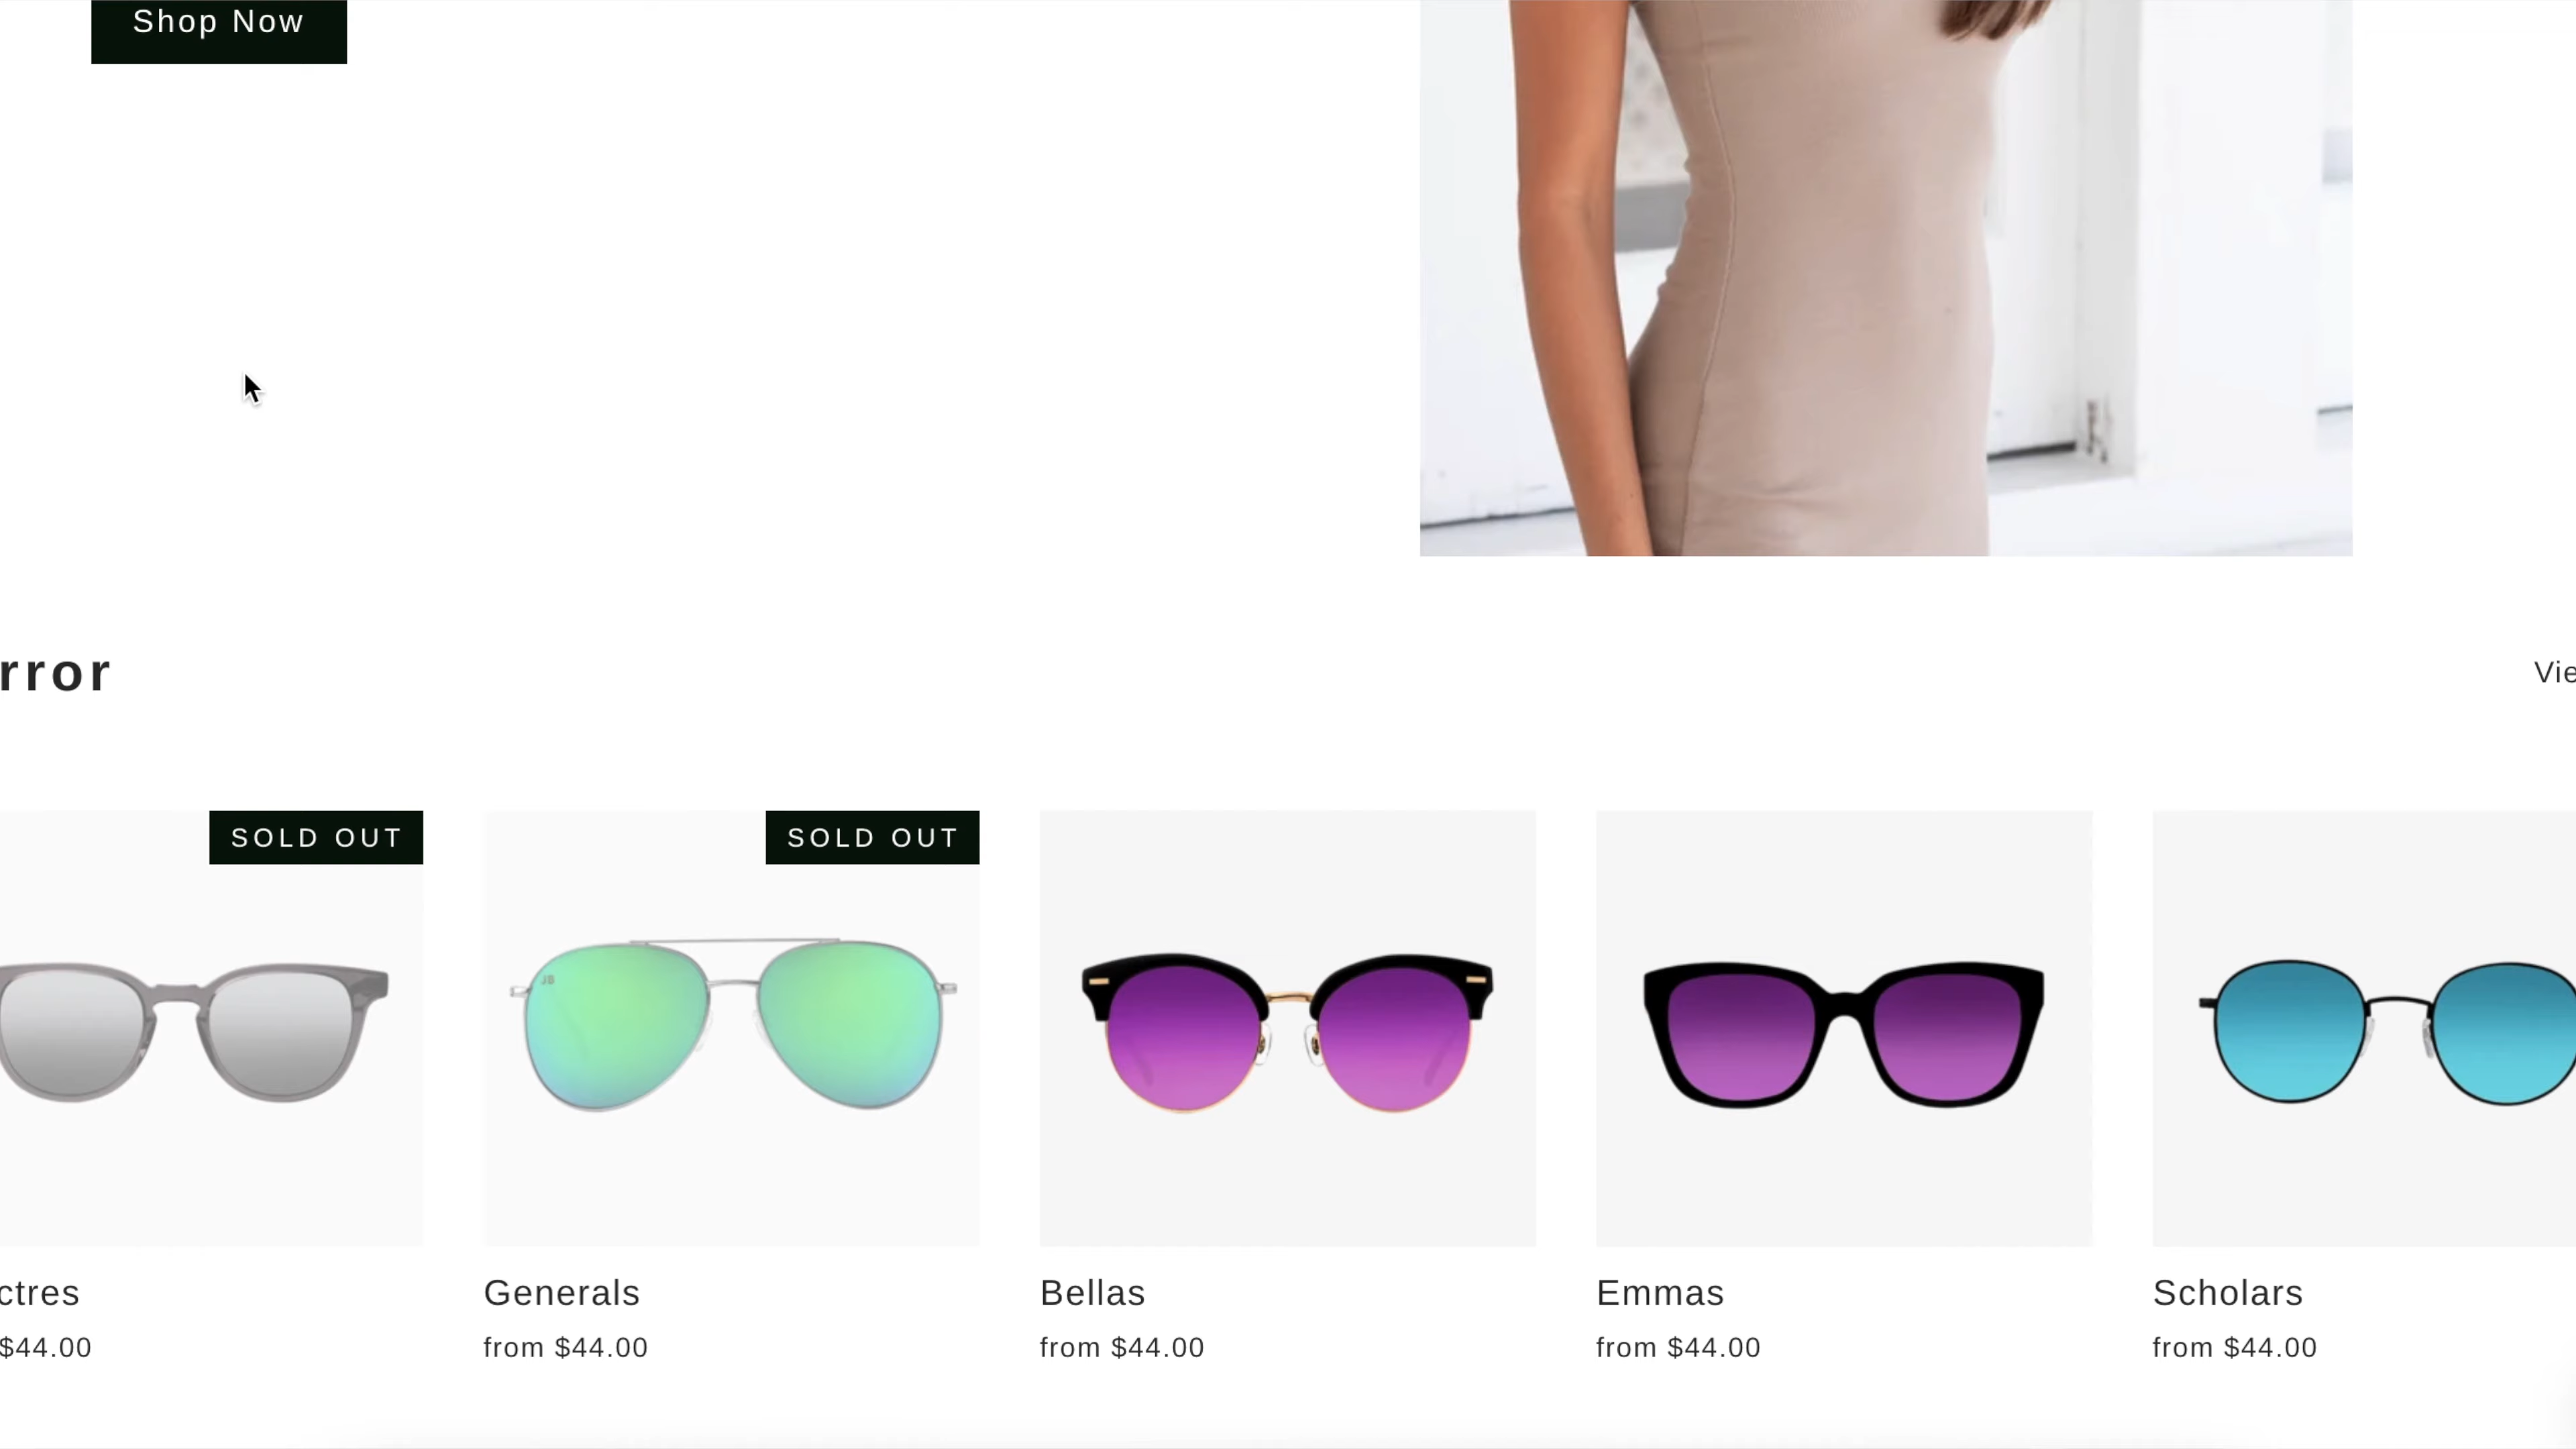 Shop Now
rror
Vie
SOLD OUT
SOLD OUT
JB
ctres
Generals
Bellas
Emmas
Scholars
$44.00
from $44.00
from $44.00
from $44.00
from $44.00